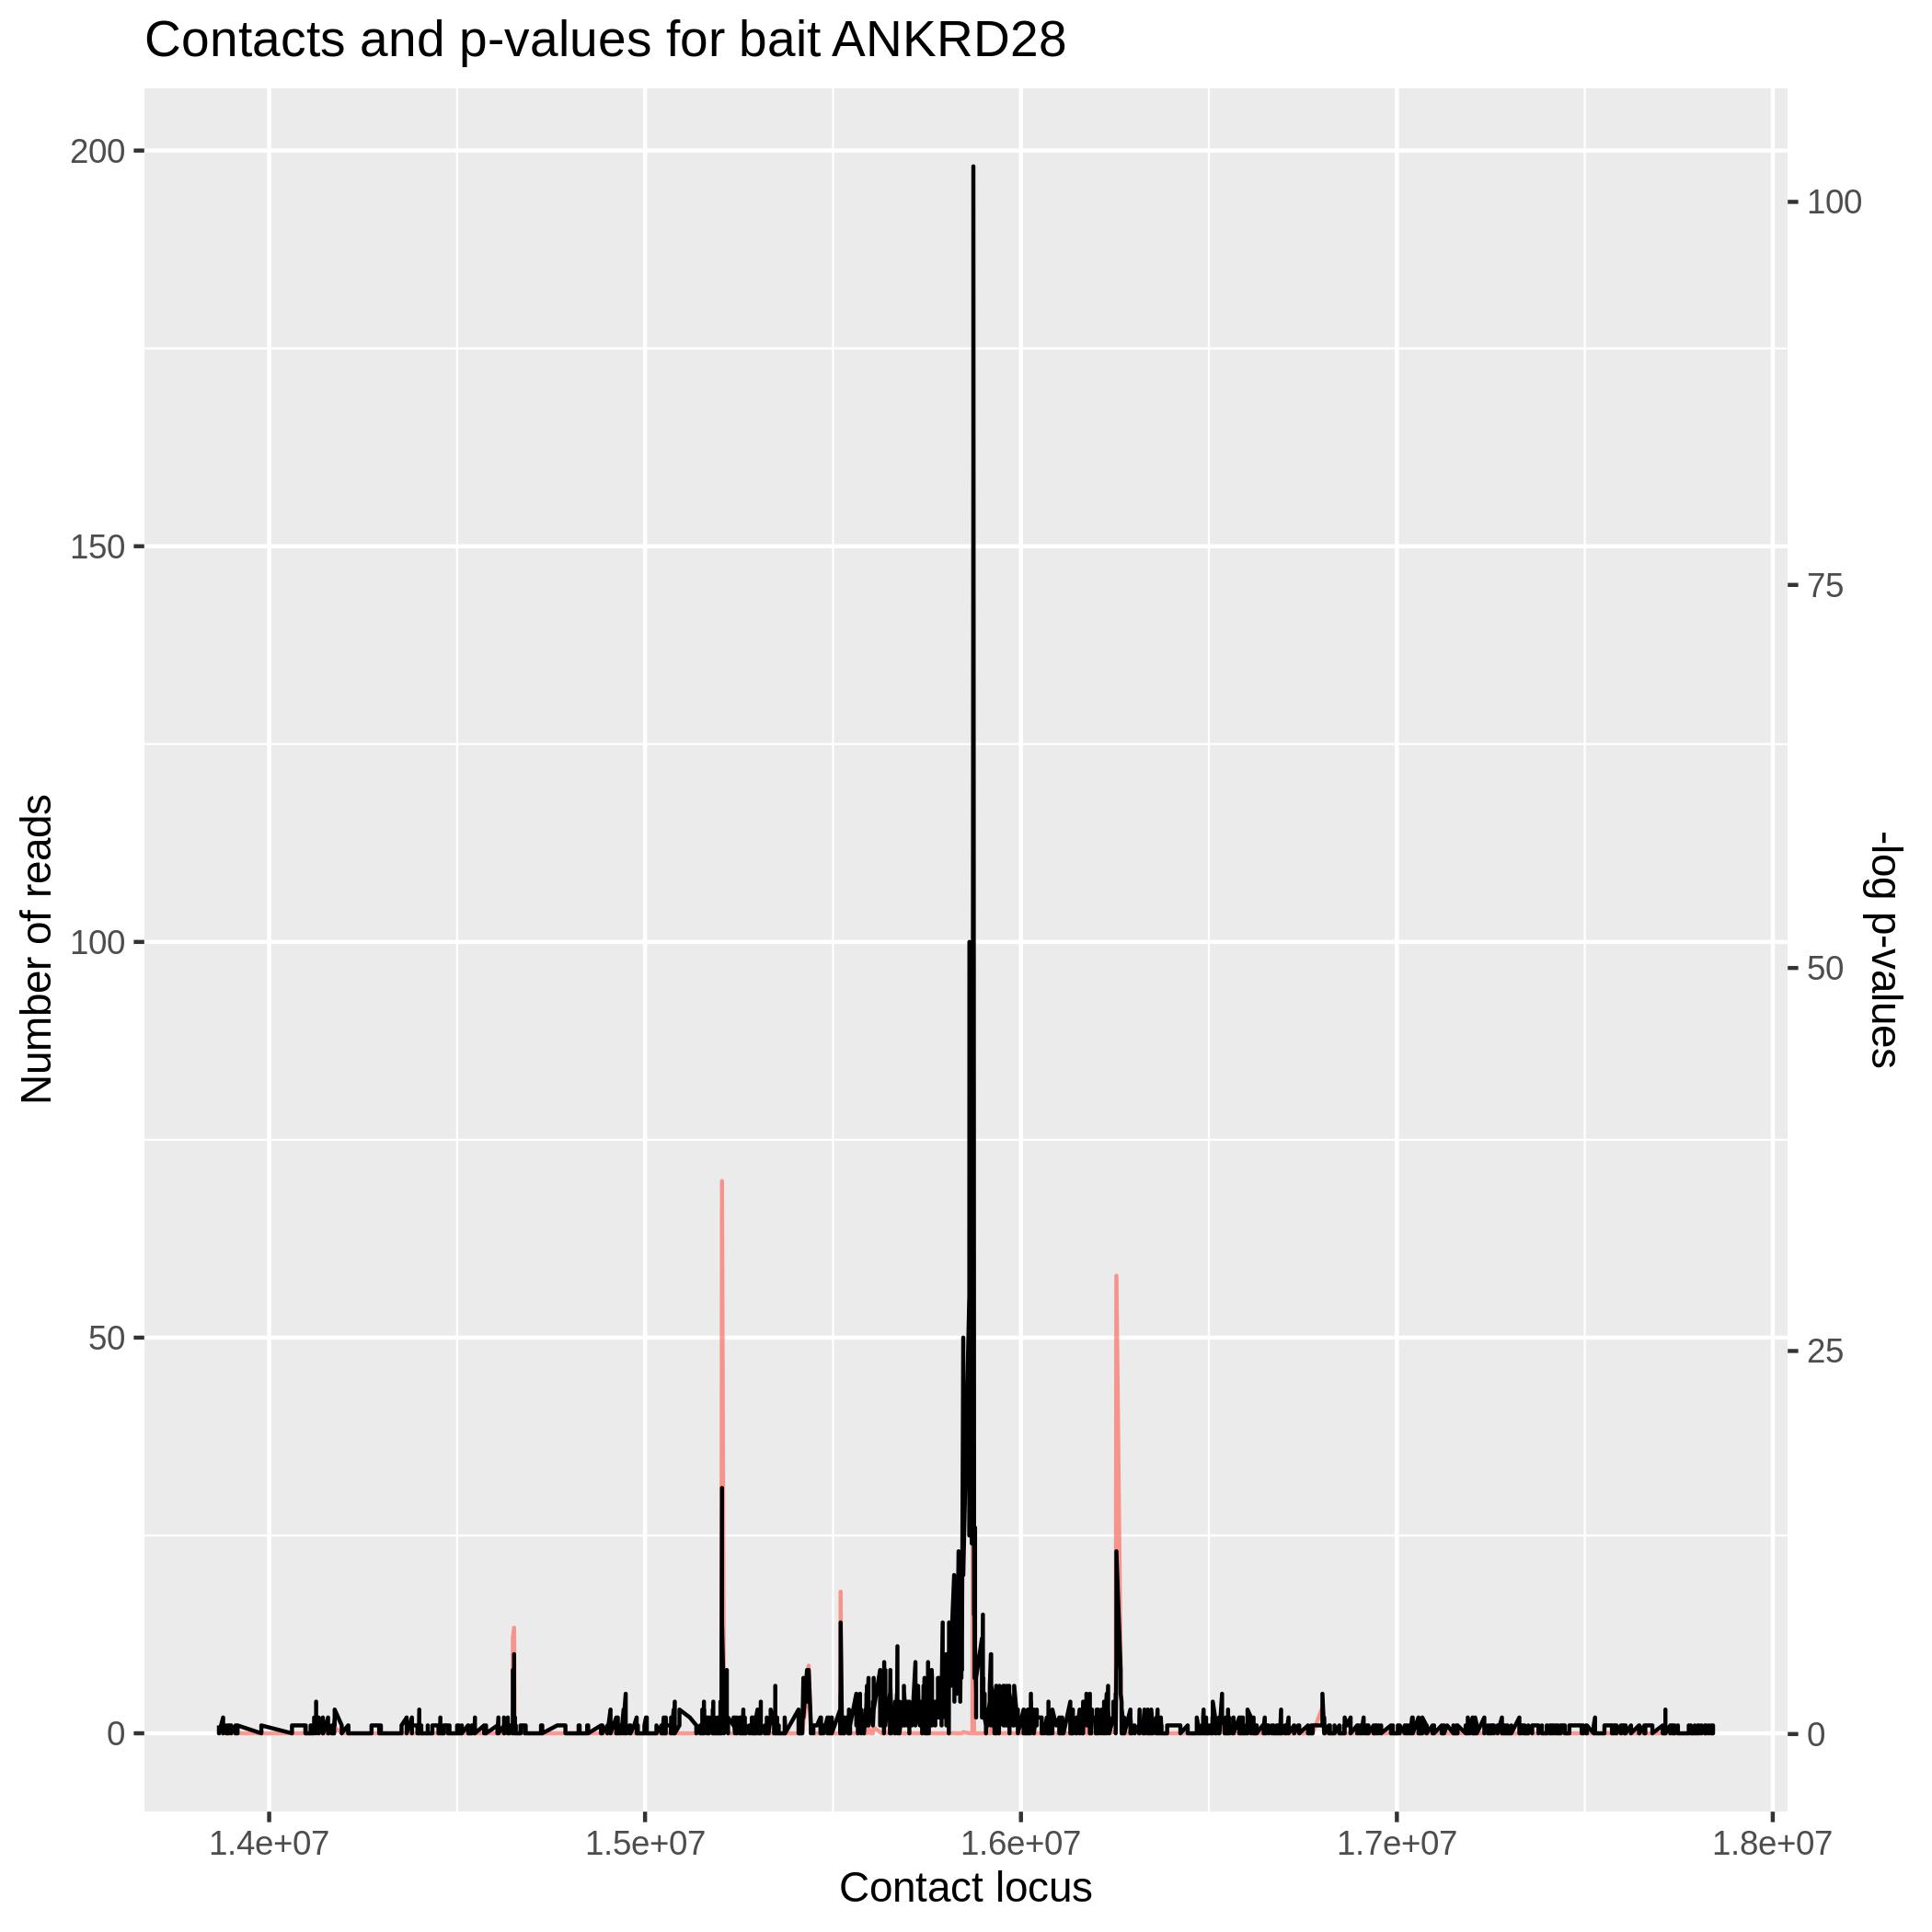 Contacts and p-values for bait ANKRD28
200
150
100
50
0
Number of reads
100
75
50
25
0
-log p-values
1.4e+07
1.5e+07
1.6e+07
1.7e+07
1.8e+07
Contact locus